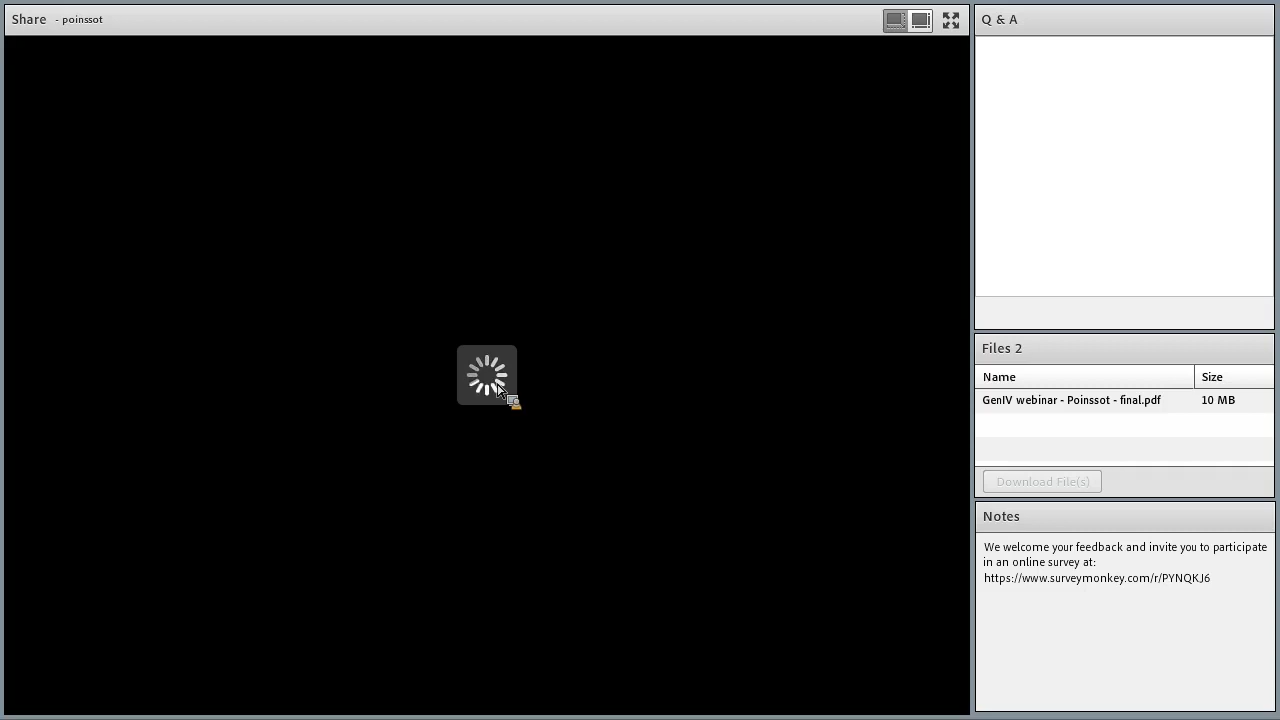 Share - poinssot
Q & A
Files 2
Name Size
GenIV webinar - Poinssot - final.pdf 10 MB
Download File(s)
Notes
We welcome your feedback and invite you to participate
in an online survey at:
https://www.surveymonkey.com/r/PYNQKJ6